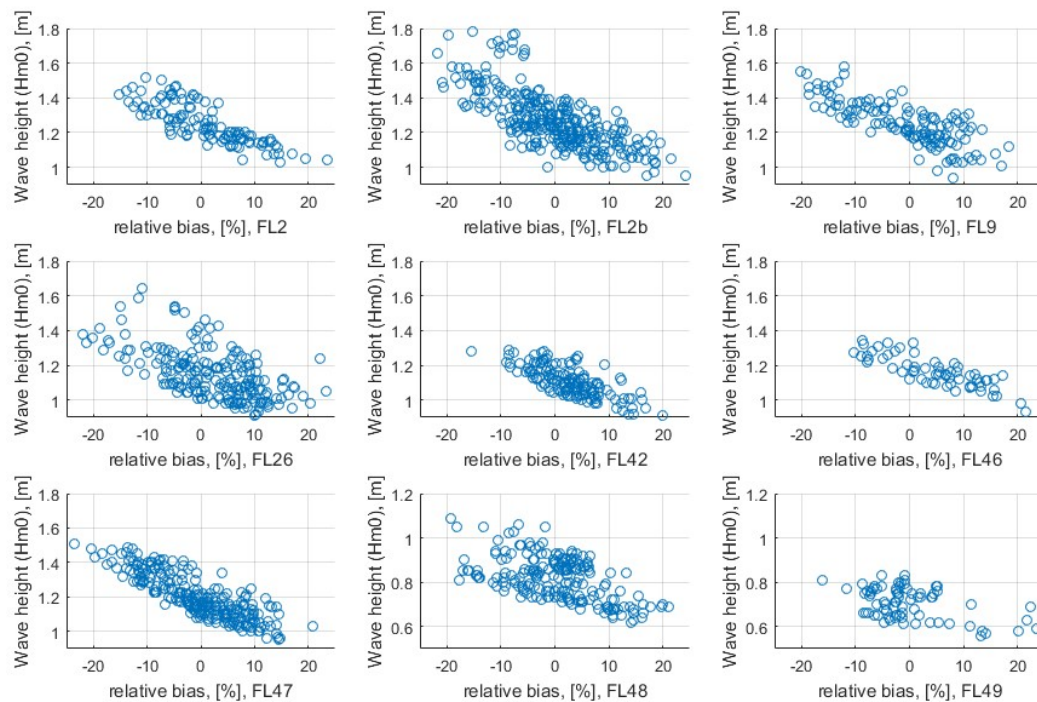 Wave height (Hm0), [m]
1.8
1.6
1.4
1.2
1
-20 -10 0 10 20
relative bias, [%], FL2
Wave height (Hm0), [m]
1.8
1.6
1.4
1.2
1
-20 -10 0 10 20
relative bias, [%], FL2b
Wave height (Hm0), [m]
1.8
1.6
1.4
1.2
1
-20 -10 0 10 20
relative bias, [%], FL9
Wave height (Hm0), [m]
1.8
1.6
1.4
1.2
1
-20 -10 0 10 20
relative bias, [%], FL26
Wave height (Hm0), [m]
1.8
1.6
1.4
1.2
1
-20 -10 0 10 20
relative bias, [%], FL42
Wave height (Hm0), [m]
1.8
1.6
1.4
1.2
1
-20 -10 0 10 20
relative bias, [%], FL46
Wave height (Hm0), [m]
1.8
1.6
1.4
1.2
1
-20 -10 0 10 20
relative bias, [%], FL47
Wave height (Hm0), [m]
1.2
1
0.8
0.6
-20 -10 0 10 20
relative bias, [%], FL48
Wave height (Hm0), [m]
1.2
1
0.8
0.6
-20 -10 0 10 20
relative bias, [%], FL49